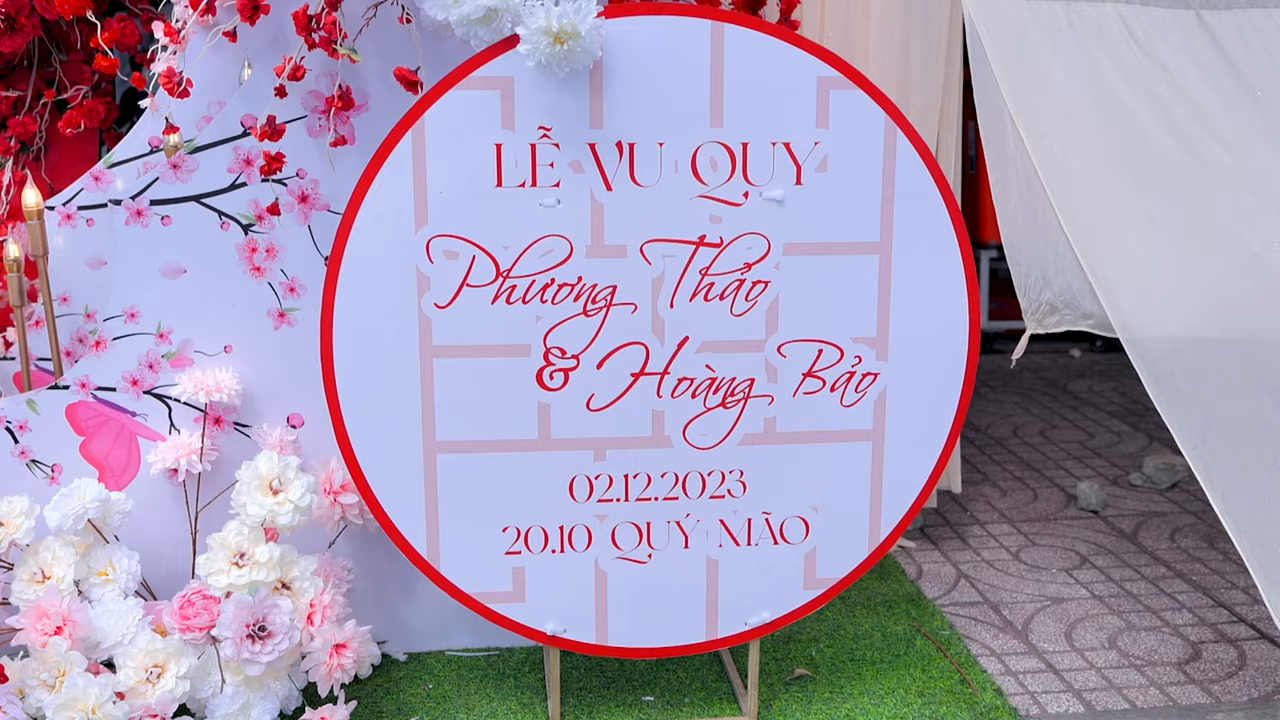 LỄ VU QUY
Phương Thảo
& Hoàng Bảo
02.12.2023
20.10 QUÝ MÃO